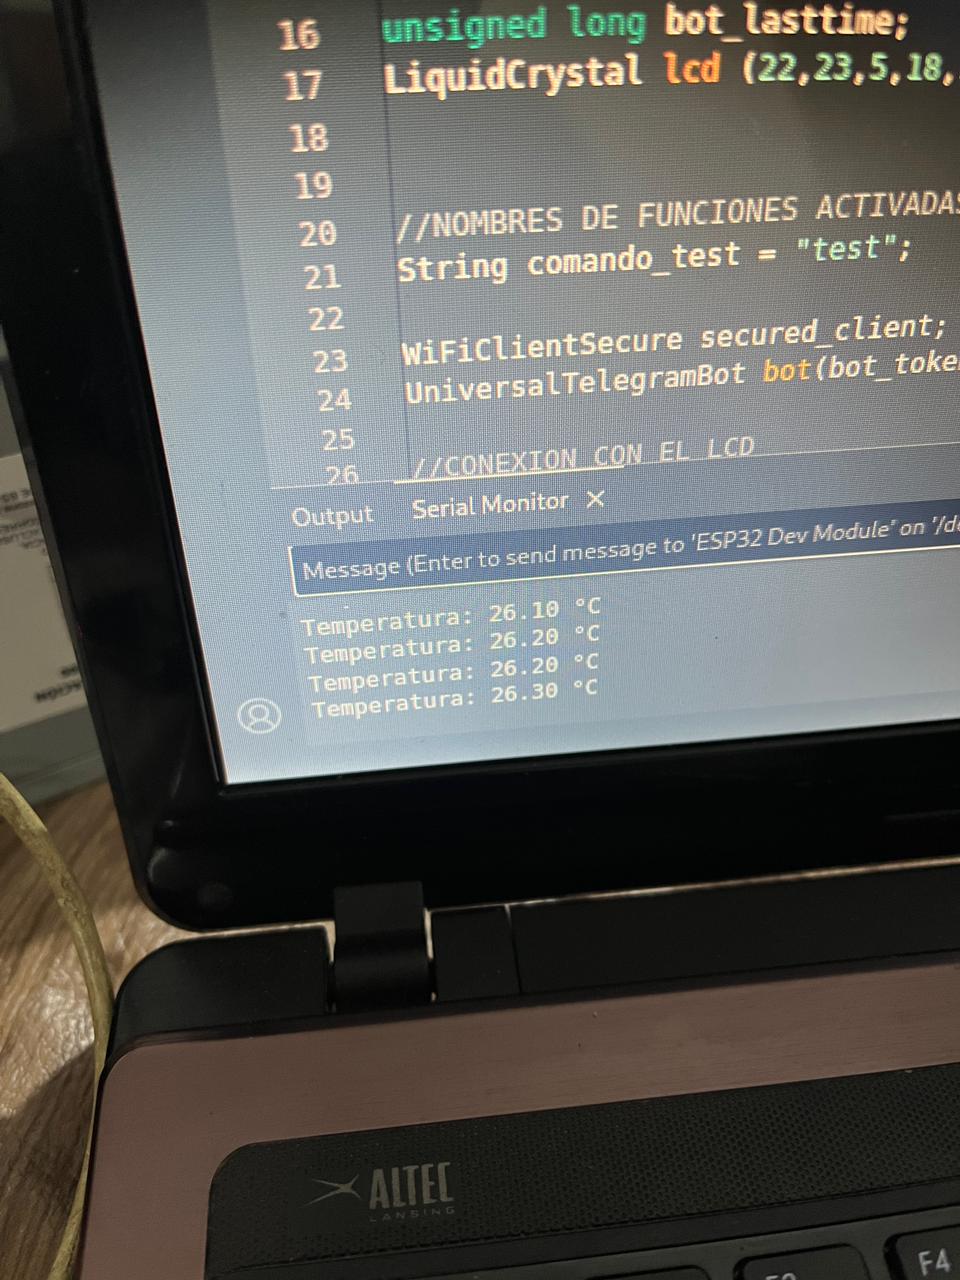 16 unsigned long bot_lasttime;
17 LiquidCrystal lcd (22,23,5,18,
18
19
20 //NOMBRES DE FUNCIONES ACTIVADAS
21 String comando_test = "test";
22
23 WiFiClientSecure secured_client;
24 UniversalTelegramBot bot(bot_toke
25
26 //CONEXION CON EL LCD
Output Serial Monitor ×
Message (Enter to send message to 'ESP32 Dev Module' on '/de
Temperatura: 26.10 °C
Temperatura: 26.20 °C
Temperatura: 26.20 °C
Temperatura: 26.30 °C
ALTEC
LANSING
F4